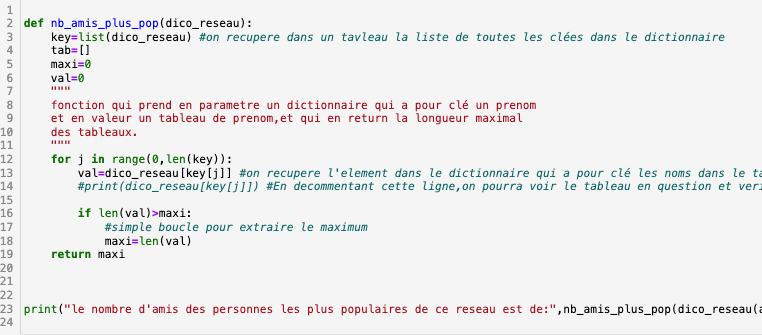 1
2 def nb_amis_plus_pop(dico_reseau):
3 key=list(dico_reseau) #on recupere dans un tavleau la liste de toutes les clées dans le dictionnaire
4 tab=[]
5 maxi=0
6 val=0
7 """
8 fonction qui prend en parametre un dictionnaire qui a pour clé un prenom
9 et en valeur un tableau de prenom,et qui en return la longueur maximal
10 des tableaux.
11 """
12 for j in range(0,len(key)):
13 val=dico_reseau[key[j]] #on recupere l'element dans le dictionnaire qui a pour clé les noms dans le ta
14 #print(dico_reseau[key[j]]) #En decommentant cette ligne,on pourra voir le tableau en question et veri
15
16 if len(val)>maxi:
17 #simple boucle pour extraire le maximum
18 maxi=len(val)
19 return maxi
20
21
22
23 print("le nombre d'amis des personnes les plus populaires de ce reseau est de:",nb_amis_plus_pop(dico_reseau(a
24